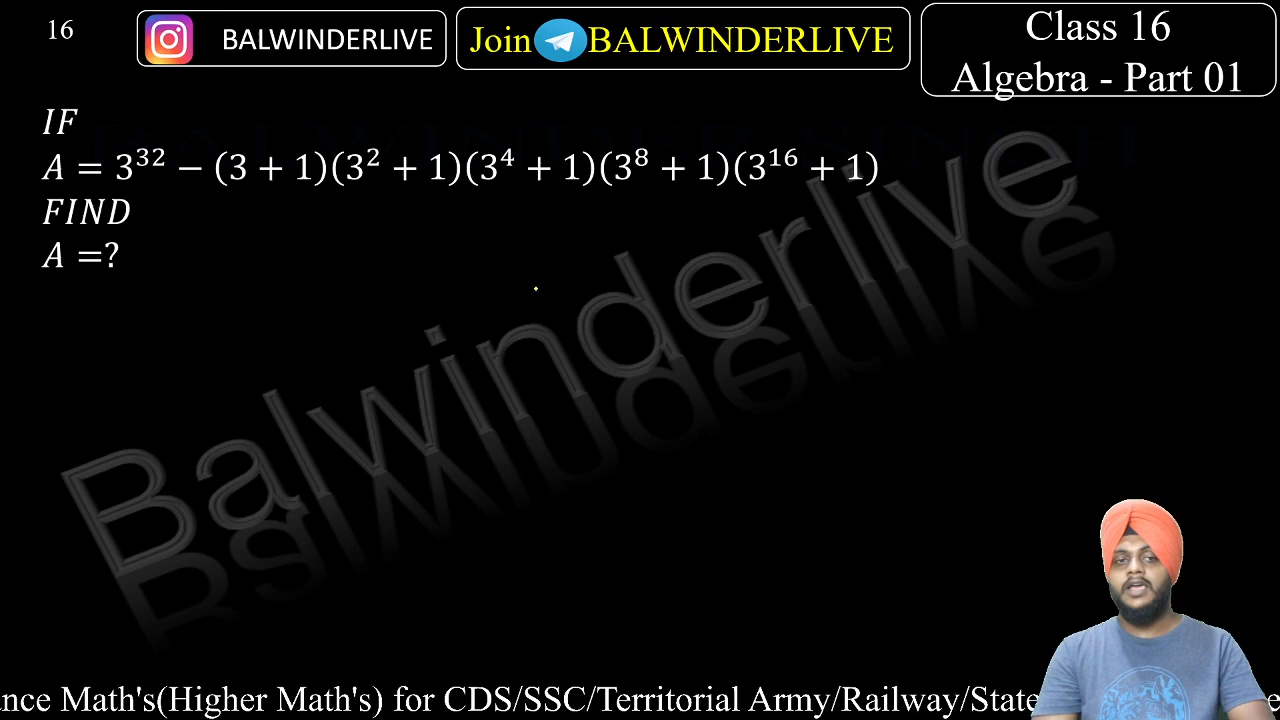 16
BALWINDERLIVE
Join BALWINDERLIVE
Class 16
Algebra - Part 01
IF
A = 3³² − (3 + 1)(3² + 1)(3⁴ + 1)(3⁸ + 1)(3¹⁶ + 1)
FIND
A =?
Balwinderlive
nce Math's(Higher Math's) for CDS/SSC/Territorial Army/Railway/State